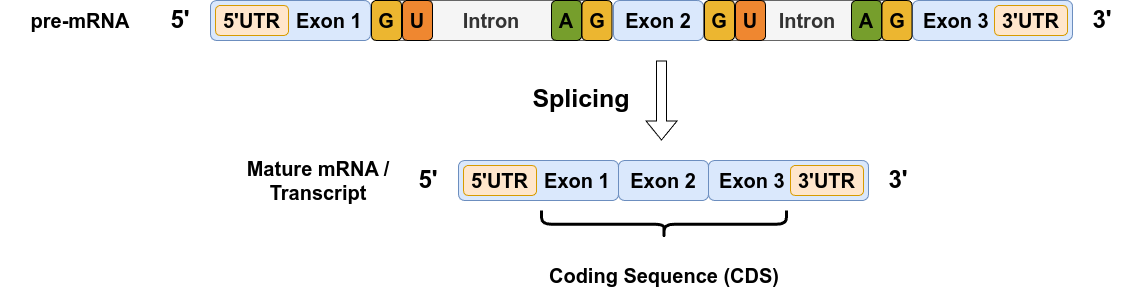 pre-mRNA 5' 5'UTR Exon 1 G U Intron A G Exon 2 G U Intron A G Exon 3 3'UTR 3'
Splicing
Mature mRNA /
Transcript
5' 5'UTR Exon 1 Exon 2 Exon 3 3'UTR 3'
Coding Sequence (CDS)